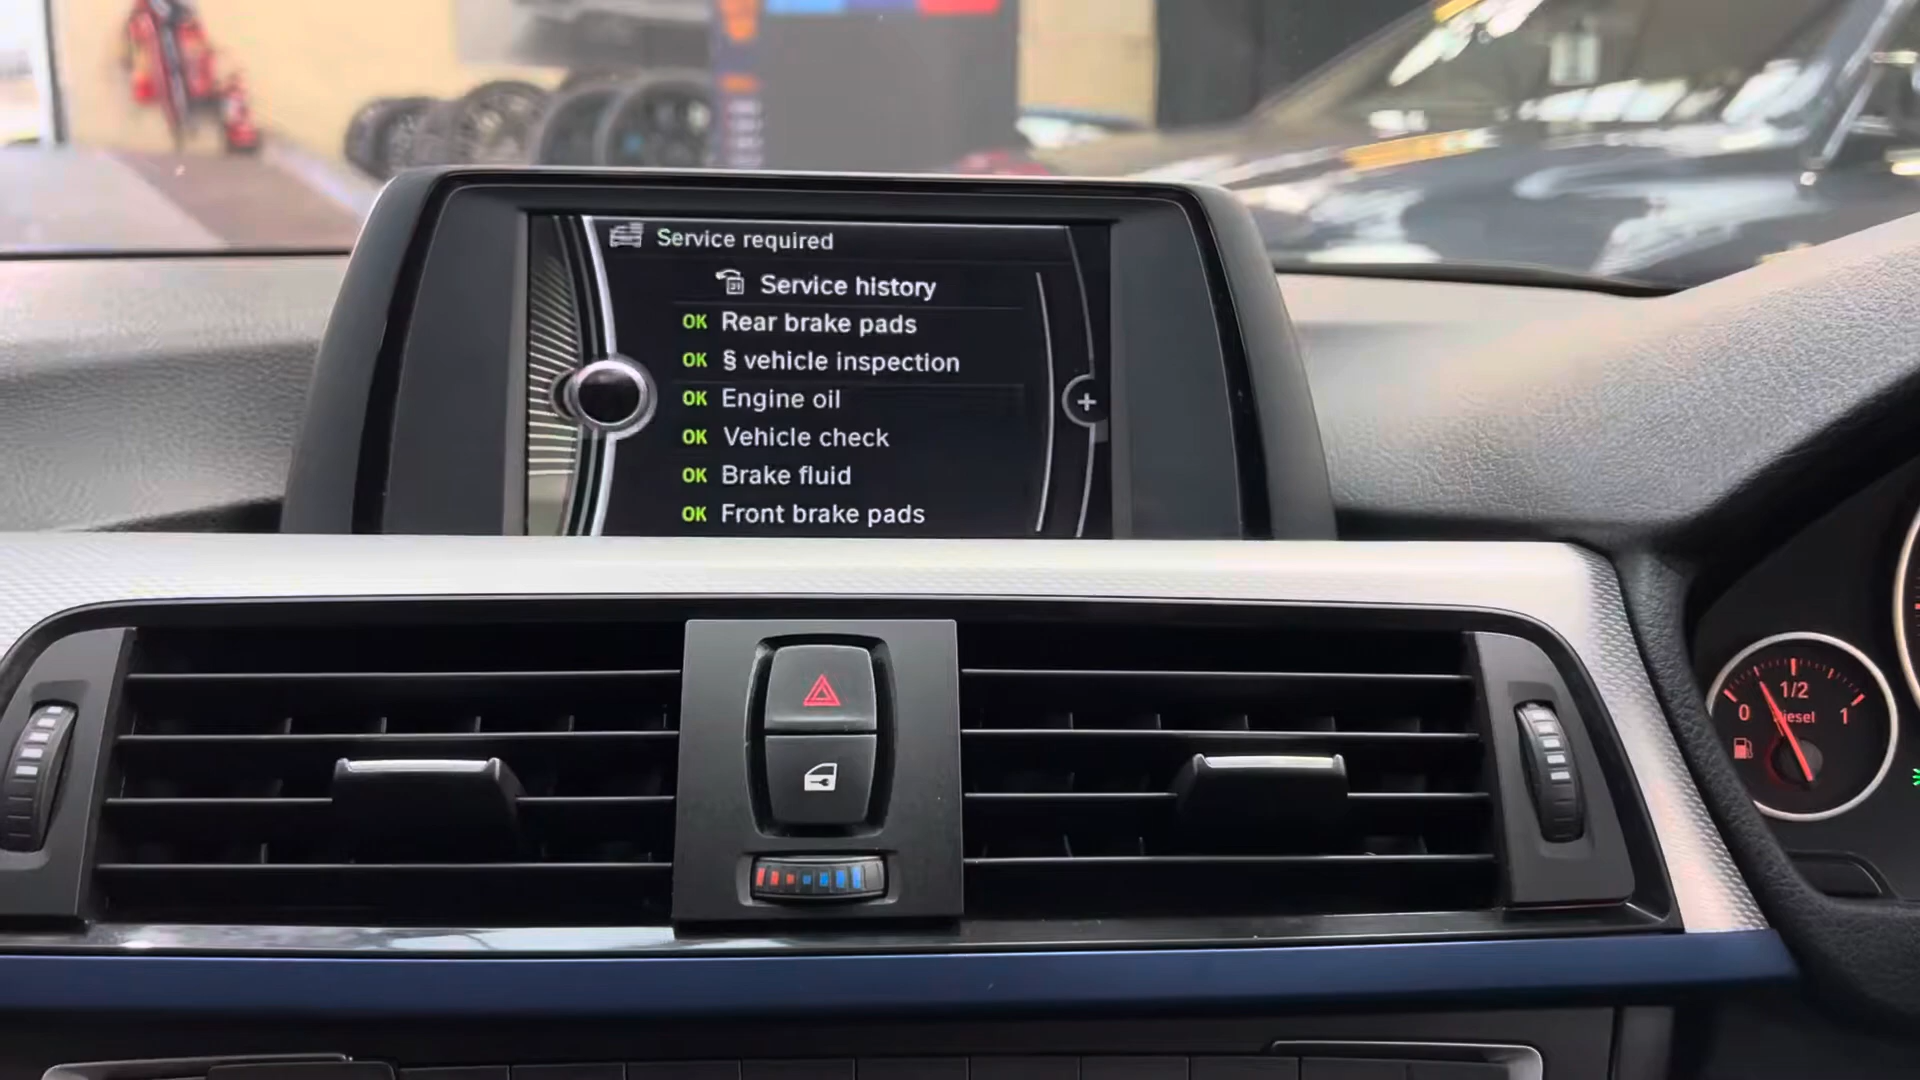 Service required
Service history
OK Rear brake pads
OK § vehicle inspection
OK Engine oil
OK Vehicle check
OK Brake fluid
OK Front brake pads
0 1/2 1
Diesel